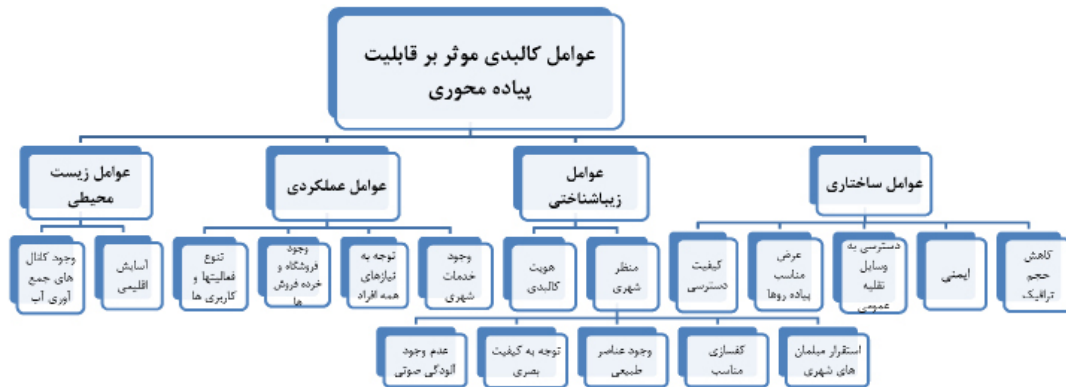 عوامل کالبدی موثر بر قابلیت
پیاده محوری
عوامل ساختاری
عوامل
زیباشناختی
عوامل عملکردی
عوامل زیست
محیطی
کاهش
حجم
ترافیک
ایمنی
دسترسی به
وسایل
نقلیه
عمومی
عرض
مناسب
پیاده روها
کیفیت
دسترسی
منظر
شهری
هویت
کالبدی
وجود
خدمات
شهری
توجه به
نیازهای
همه افراد
وجود
فروشگاه و
خرده فروش
ها
تنوع
فعالیتها و
کاربری ها
آسایش
اقلیمی
وجود کانال
های جمع
آوری آب
استقرار مبلمان
های شهری
کفسازی
مناسب
وجود عناصر
طبیعی
توجه به کیفیت
بصری
عدم وجود
آلودگی صوتی